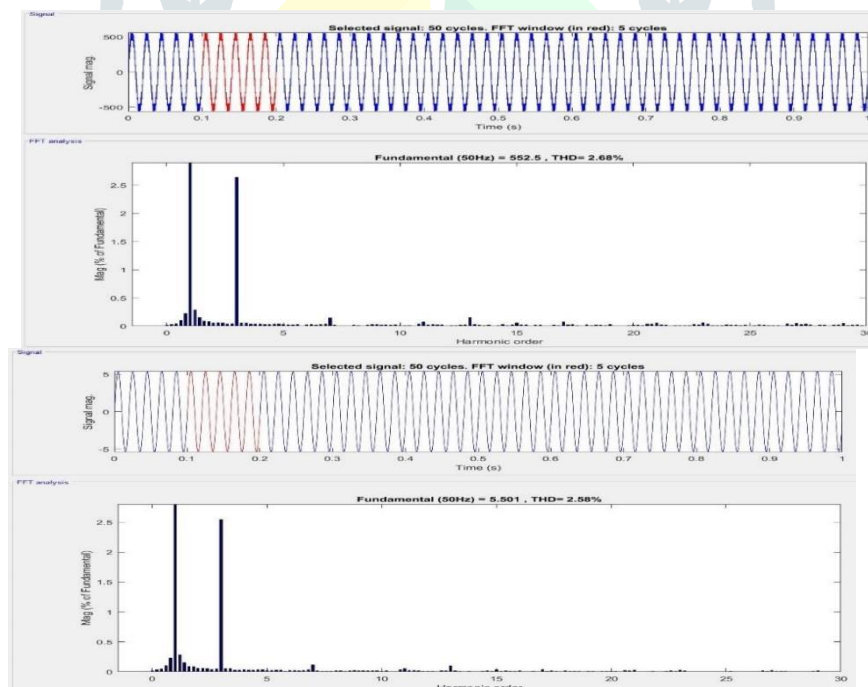 Signal
Selected signal: 50 cycles. FFT window (in red): 5 cycles
Signal mag.
500
0
-500
0 0.1 0.2 0.3 0.4 0.5 0.6 0.7 0.8 0.9 1
Time (s)
FFT analysis
Fundamental (50Hz) = 552.5 , THD= 2.68%
Mag (% of Fundamental)
2.5
2
1.5
1
0.5
0
0 5 10 15 20 25 30
Harmonic order
Signal
Selected signal: 50 cycles. FFT window (in red): 5 cycles
Signal mag.
5
0
-5
0 0.1 0.2 0.3 0.4 0.5 0.6 0.7 0.8 0.9 1
Time (s)
FFT analysis
Fundamental (50Hz) = 5.501 , THD= 2.58%
Mag (% of Fundamental)
2.5
2
1.5
1
0.5
0
0 5 10 15 20 25 30
Harmonic order